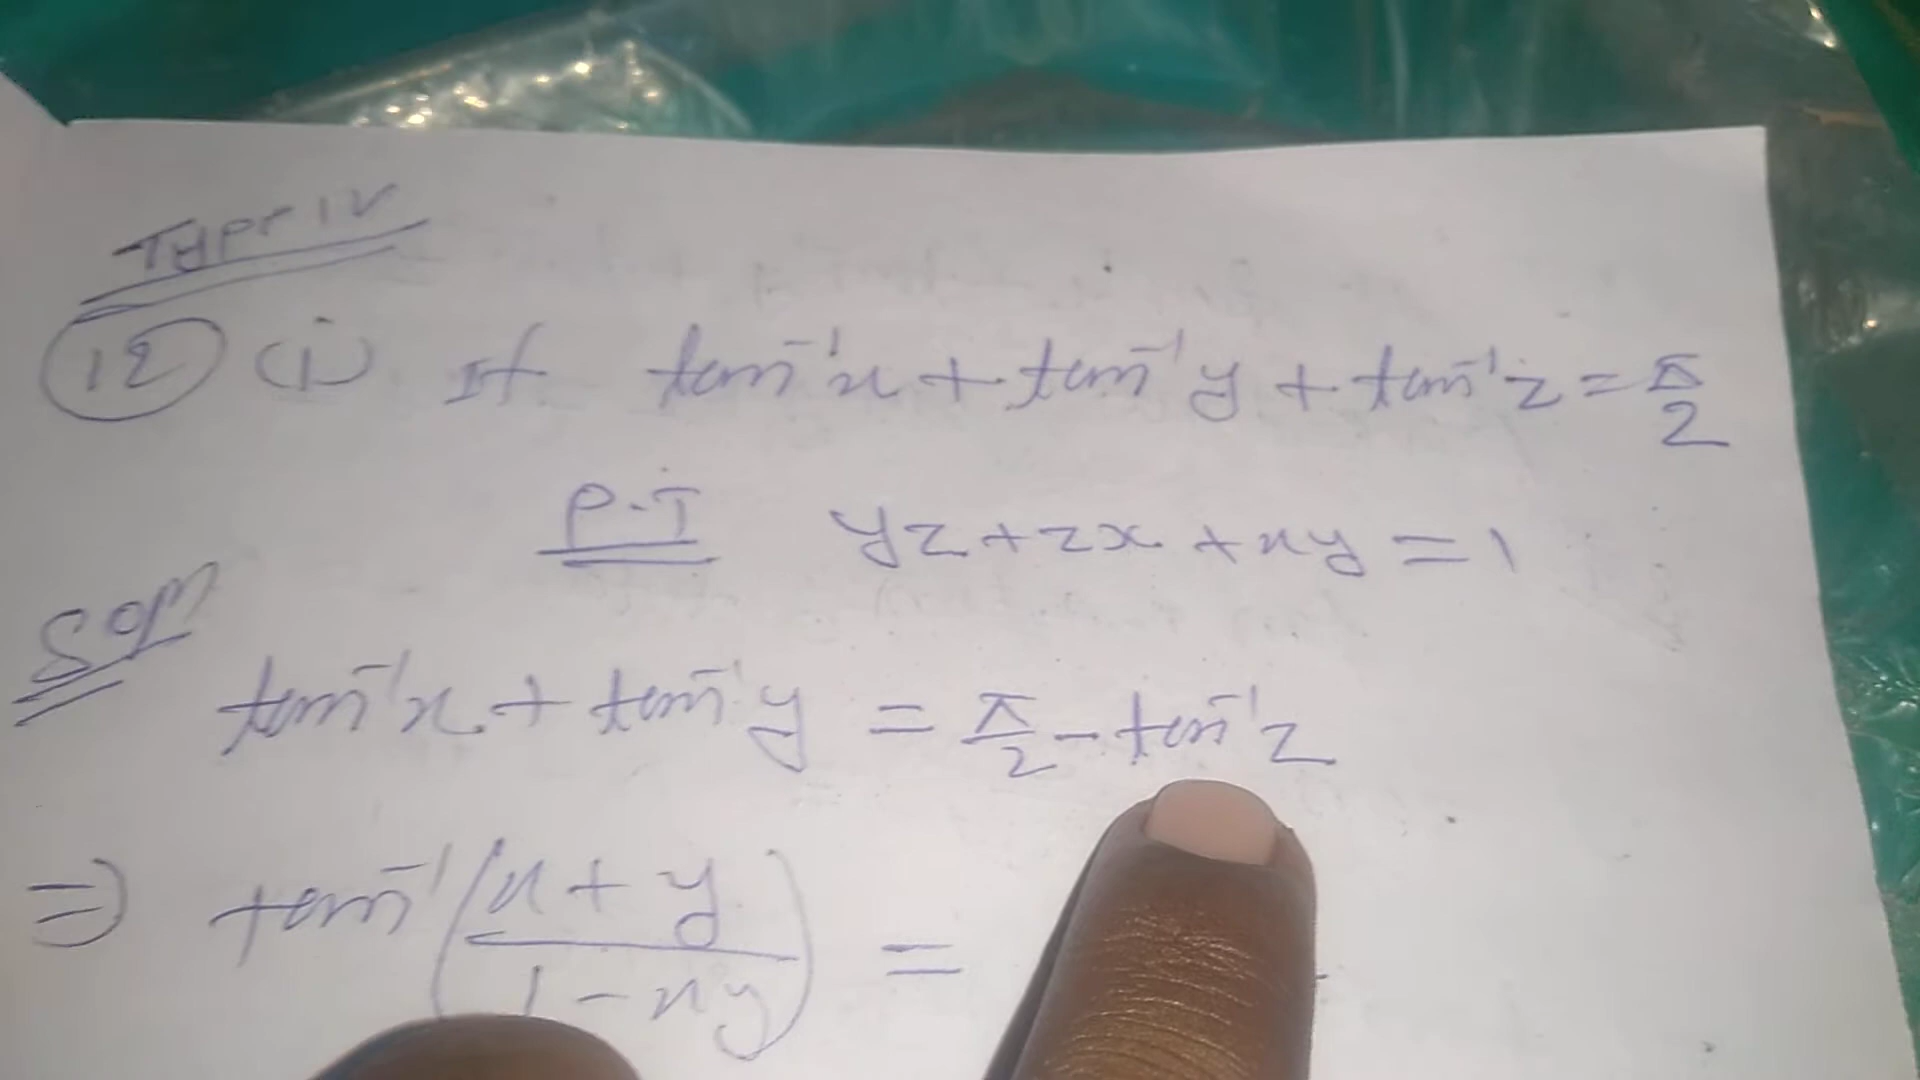 Type IV
12 (i) If tan⁻¹x + tan⁻¹y + tan⁻¹z = π/2
P.T yz + zx + xy = 1
Soln
tan⁻¹x + tan⁻¹y = π/2 - tan⁻¹z
⇒ tan⁻¹((x + y)/(1 - xy)) =